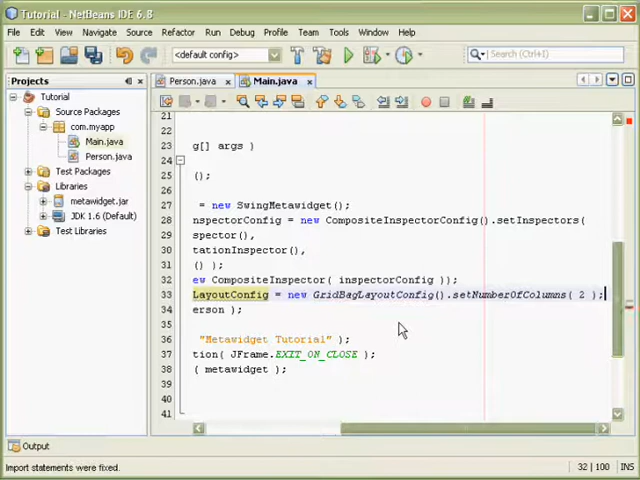 Tutorial - NetBeans IDE 6.8
File Edit View Navigate Source Refactor Run Debug Profile Team Tools Window Help
<default config> Search (Ctrl+I)
Projects
Person.java Main.java
Tutorial
Source Packages
com.myapp
Main.java
Person.java
Test Packages
Libraries
metawidget.jar
JDK 1.6 (Default)
Test Libraries
21
22
23 g[] args )
24
25 ();
26
27 = new SwingMetawidget();
28 nspectorConfig = new CompositeInspectorConfig().setInspectors(
29 spector(),
30 tationInspector(),
31 () );
32 ew CompositeInspector( inspectorConfig ));
33 LayoutConfig = new GridBagLayoutConfig().setNumberOfColumns( 2 );
34 erson );
35
36 "Metawidget Tutorial" );
37 tion( JFrame.EXIT_ON_CLOSE );
38 ( metawidget );
39
40
41
Output
Import statements were fixed.
32 | 100 INS